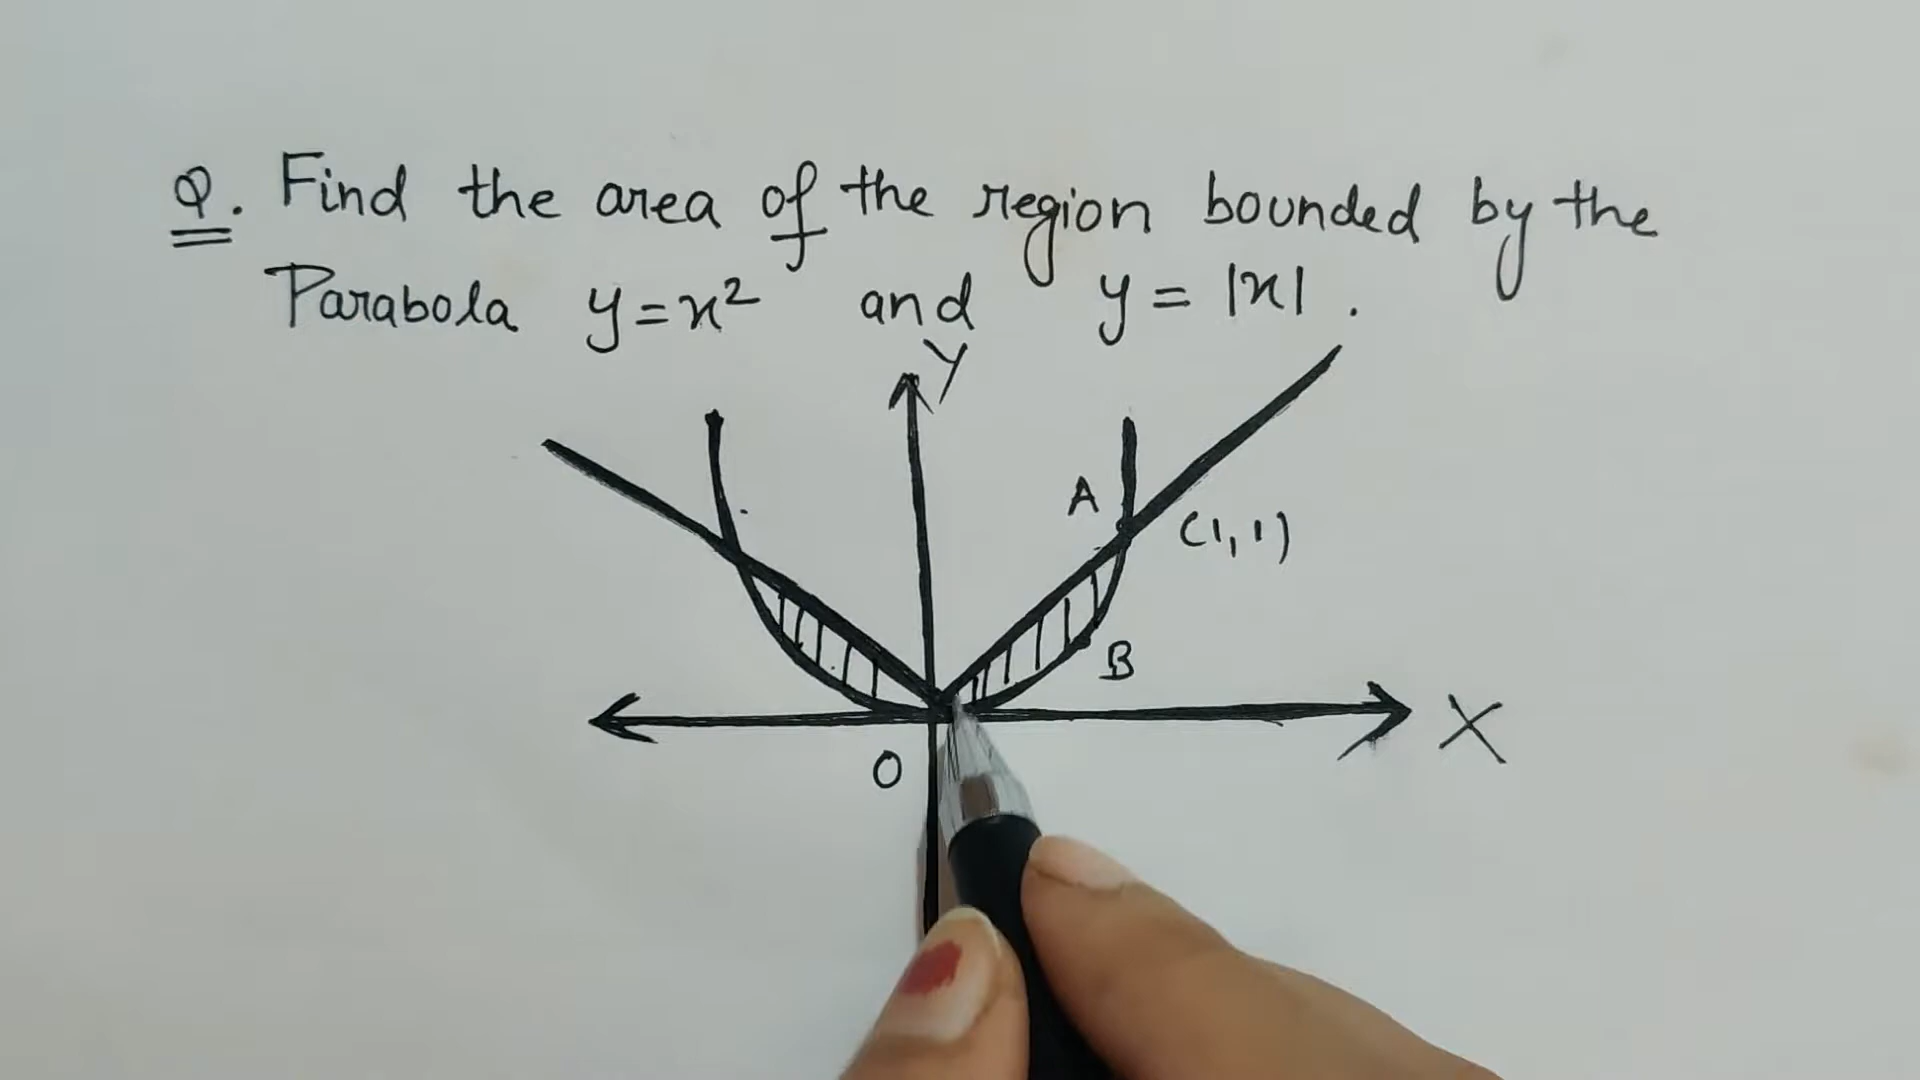 Q. Find the area of the region bounded by the
Parabola y=x² and y = |x| .
Y
A
(1,1)
B
X
O